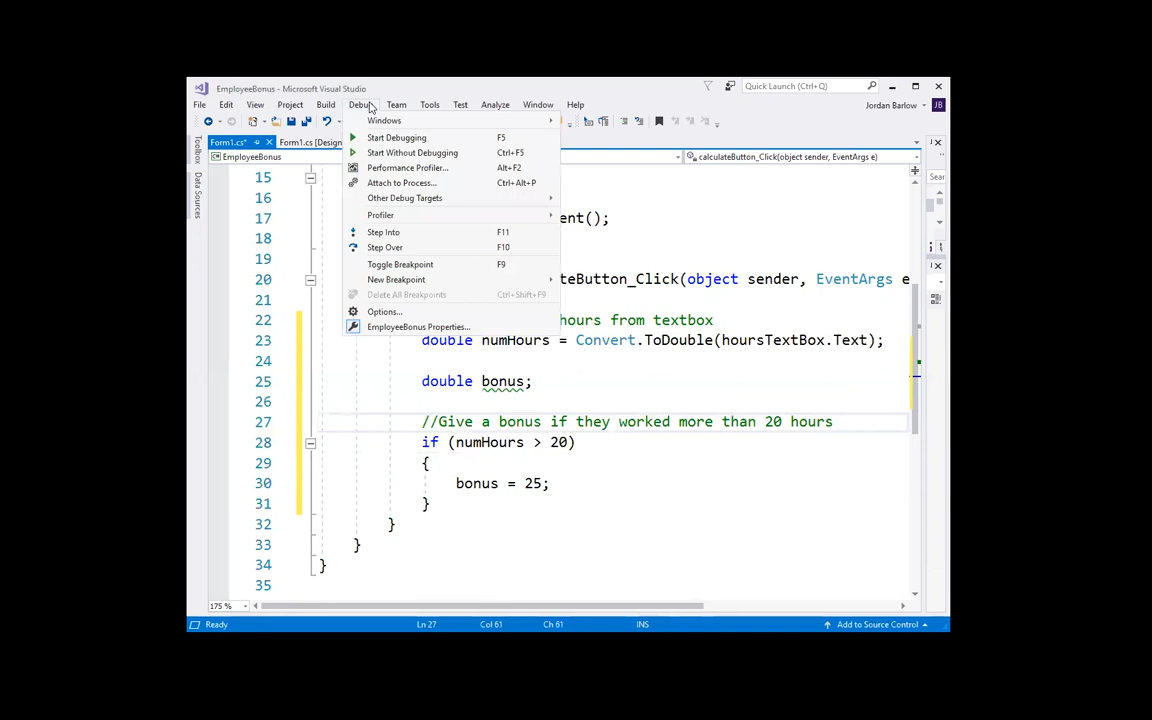 EmployeeBonus - Microsoft Visual Studio
Quick Launch (Ctrl+Q)
File Edit View Project Build Debug Team Tools Test Analyze Window Help
Jordan Barlow JB
Form1.cs* Form1.cs [Design
EmployeeBonus
calculateButton_Click(object sender, EventArgs e)
Toolbox
Data Sources
Sear
Windows
Start Debugging F5
Start Without Debugging Ctrl+F5
Performance Profiler... Alt+F2
Attach to Process... Ctrl+Alt+P
Other Debug Targets
Profiler
Step Into F11
Step Over F10
Toggle Breakpoint F9
New Breakpoint
Delete All Breakpoints Ctrl+Shift+F9
Options...
EmployeeBonus Properties...
15
16
17 ent();
18
19
20 teButton_Click(object sender, EventArgs e
21
22 hours from textbox
23 double numHours = Convert.ToDouble(hoursTextBox.Text);
24
25 double bonus;
26
27 //Give a bonus if they worked more than 20 hours
28 if (numHours > 20)
29 {
30 bonus = 25;
31 }
32 }
33 }
34 }
35
175 %
Ready Ln 27 Col 61 Ch 61 INS Add to Source Control